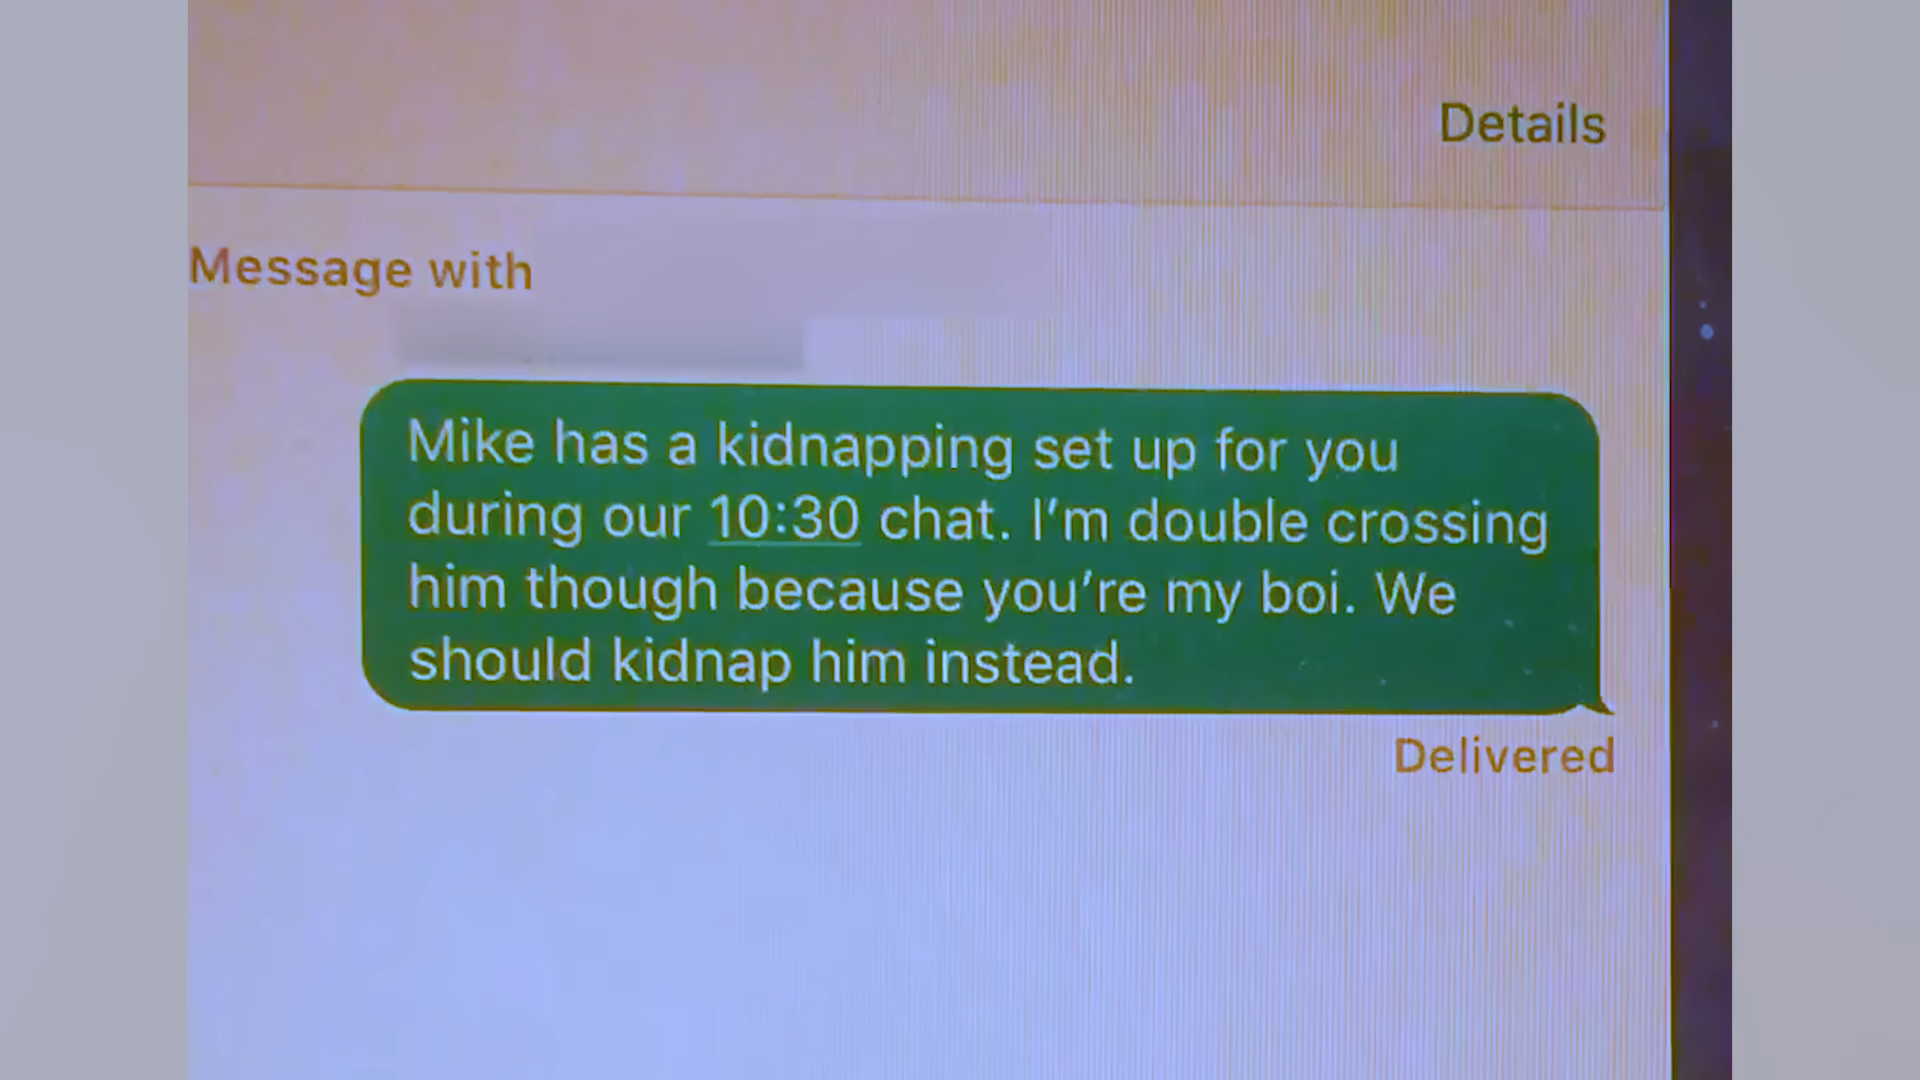 Details
Message with
Mike has a kidnapping set up for you
during our 10:30 chat. I’m double crossing
him though because you’re my boi. We
should kidnap him instead.
Delivered